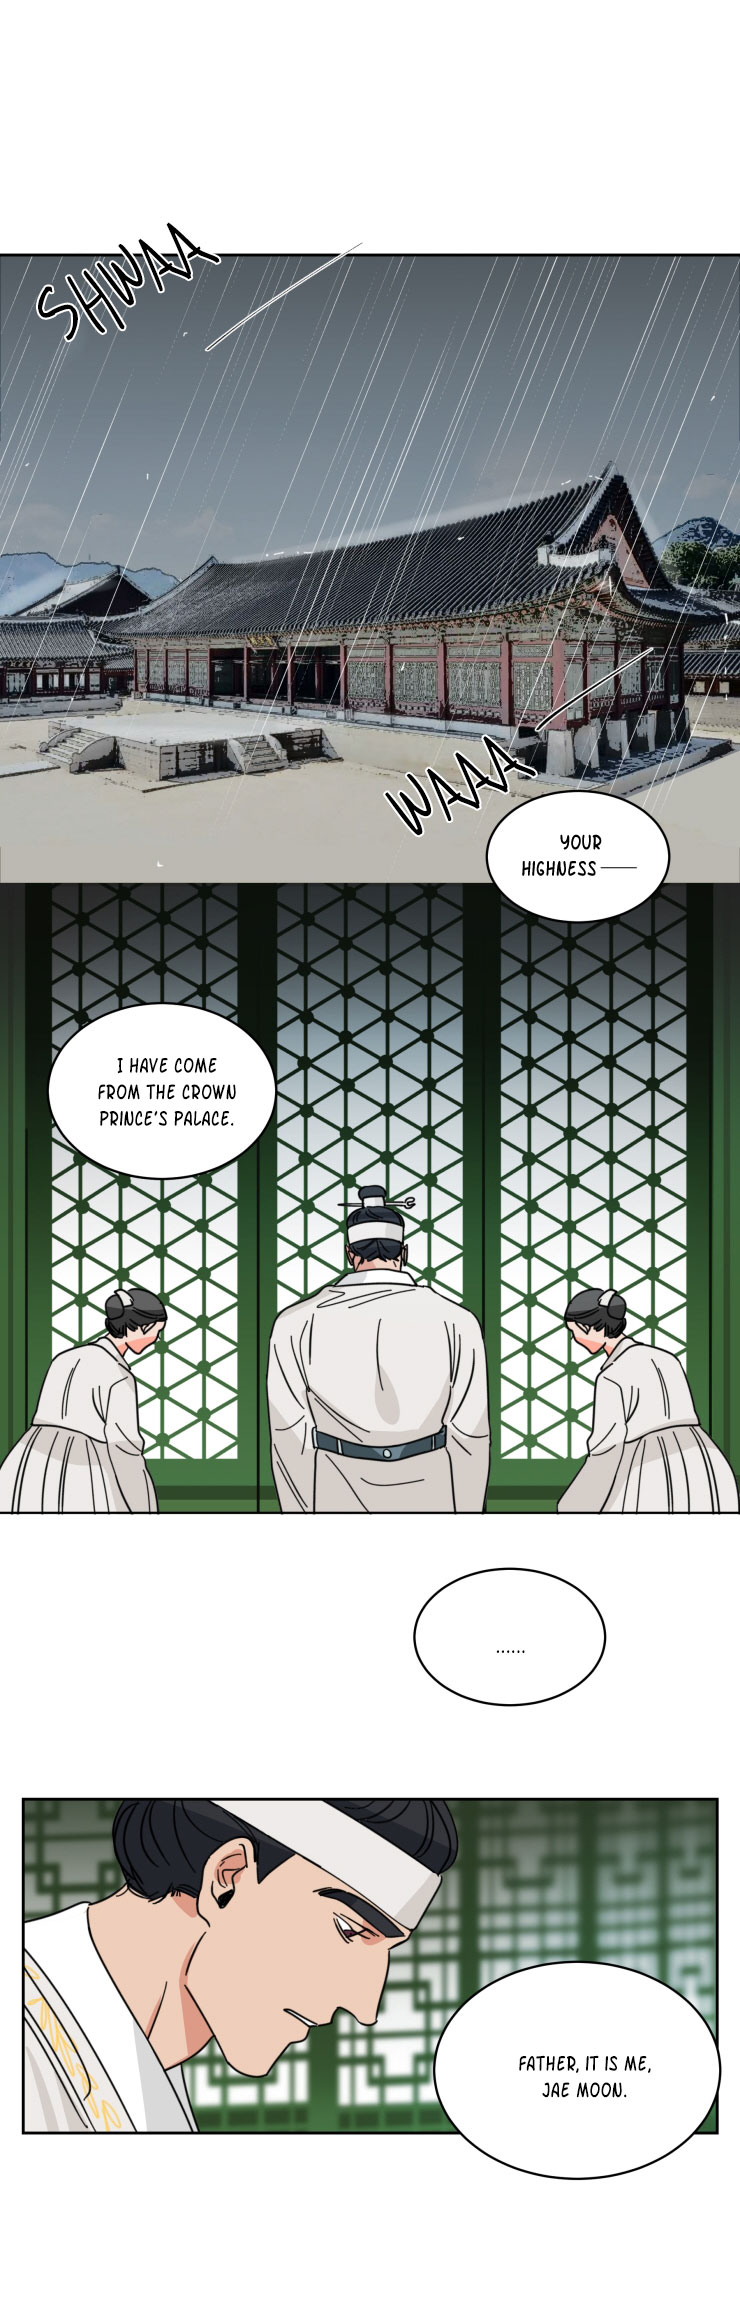 SHWAA
WAAA
YOUR
HIGHNESS—
I HAVE COME
FROM THE CROWN
PRINCE'S PALACE.
......
FATHER, IT IS ME,
JAE MOON.